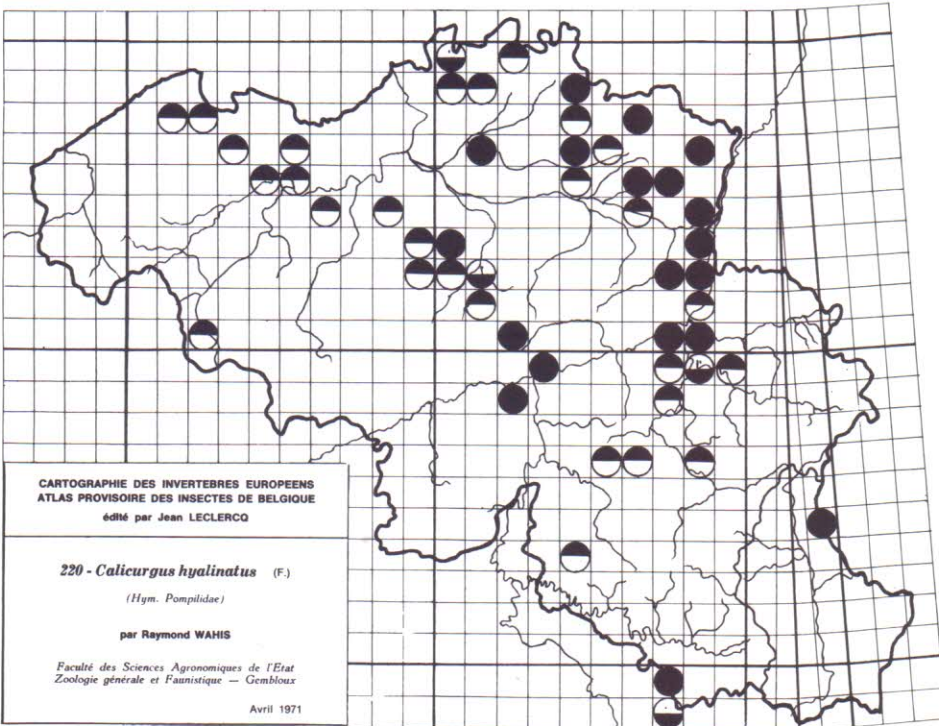 CARTOGRAPHIE DES INVERTEBRES EUROPEENS
ATLAS PROVISOIRE DES INSECTES DE BELGIQUE
édité par Jean LECLERCQ
220 - Calicurgus hyalinatus (F.)
(Hym. Pompilidae)
par Raymond WAHIS
Faculté des Sciences Agronomiques de l'Etat
Zoologie générale et Faunistique — Gembloux
Avril 1971